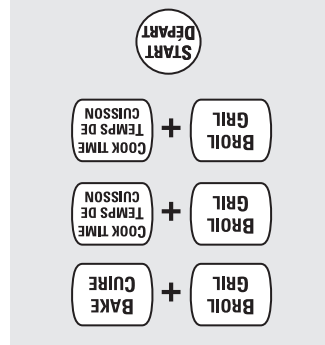 BROIL
GRIL
+
BAKE
CUIRE
BROIL
GRIL
+
COOK TIME
TEMPS DE
CUISSON
BROIL
GRIL
+
COOK TIME
TEMPS DE
CUISSON
START
DÉPART